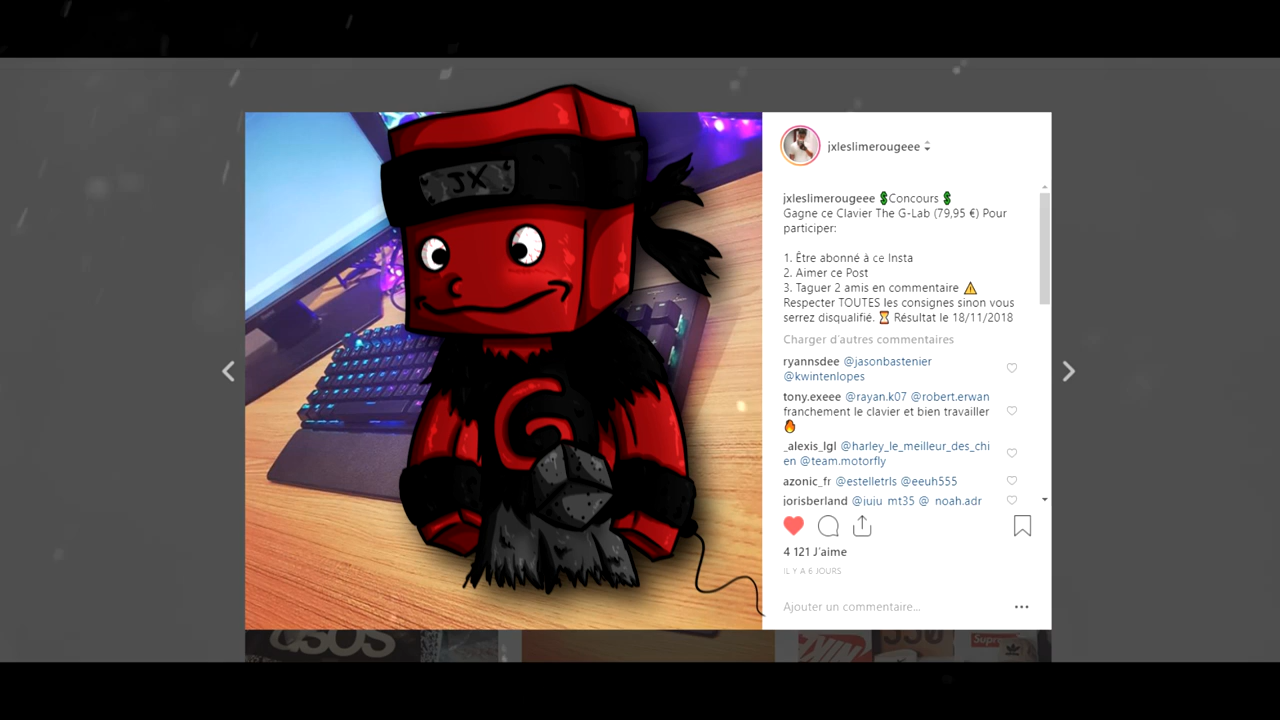 JX
jxleslimerougeee
jxleslimerougeee 💲Concours 💲
Gagne ce Clavier The G-Lab (79,95 €) Pour
participer:
1. Être abonné à ce Insta
2. Aimer ce Post
3. Taguer 2 amis en commentaire ⚠️
Respecter TOUTES les consignes sinon vous
serrez disqualifié. ⏳ Résultat le 18/11/2018
Charger d'autres commentaires
ryannsdee @jasonbastenier
@kwintenlopes
tony.exeee @rayan.k07 @robert.erwan
franchement le clavier et bien travailler
🔥
_alexis_lgl @harley_le_meilleur_des_chi
en @team.motorfly
azonic_fr @estelletrls @eeuh555
jorisberland @juju_mt35 @_noah.adr
4 121 J'aime
IL Y A 6 JOURS
Ajouter un commentaire...
asos
NIKE
350
Supreme